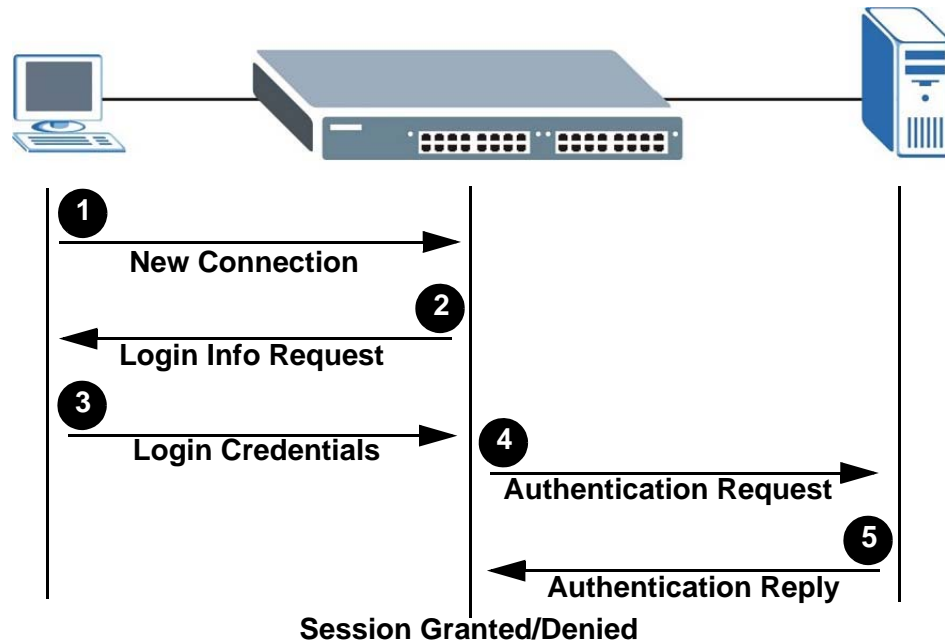 1
New Connection
2
Login Info Request
3
Login Credentials
4
Authentication Request
5
Authentication Reply
Session Granted/Denied